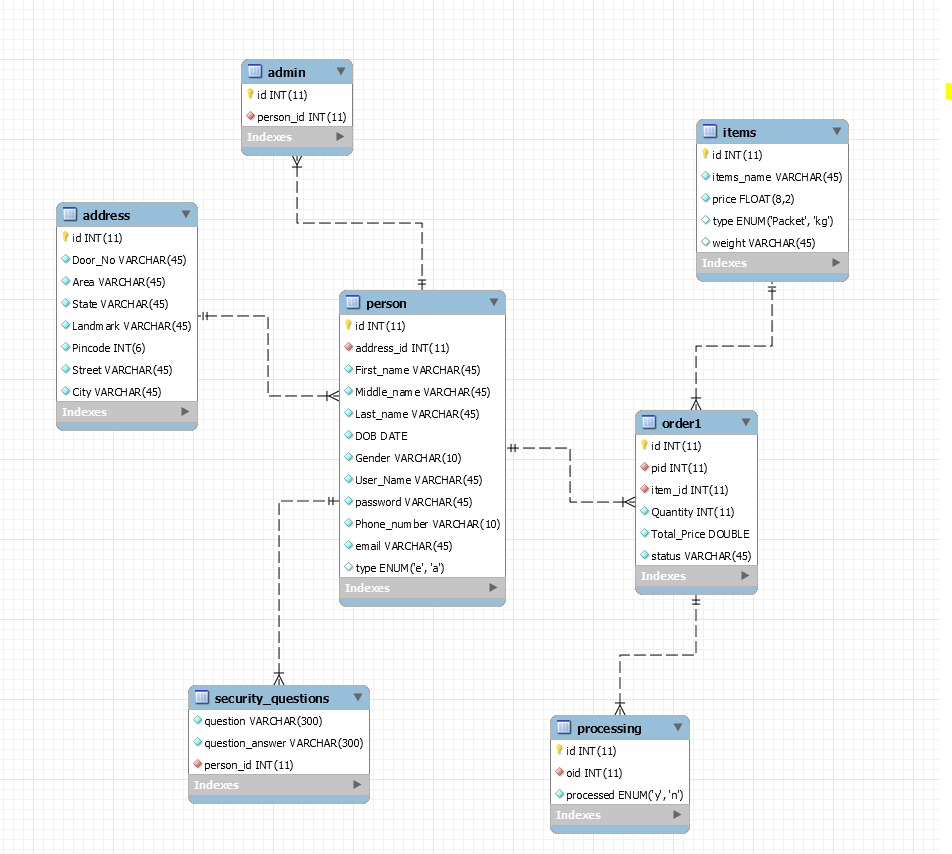 admin
id INT(11)
person_id INT(11)
Indexes
items
id INT(11)
items_name VARCHAR(45)
price FLOAT(8,2)
type ENUM('Packet', 'kg')
weight VARCHAR(45)
Indexes
address
id INT(11)
Door_No VARCHAR(45)
Area VARCHAR(45)
State VARCHAR(45)
Landmark VARCHAR(45)
Pincode INT(6)
Street VARCHAR(45)
City VARCHAR(45)
Indexes
person
id INT(11)
address_id INT(11)
First_name VARCHAR(45)
Middle_name VARCHAR(45)
Last_name VARCHAR(45)
DOB DATE
Gender VARCHAR(10)
User_Name VARCHAR(45)
password VARCHAR(45)
Phone_number VARCHAR(10)
email VARCHAR(45)
type ENUM('e', 'a')
Indexes
order1
id INT(11)
pid INT(11)
item_id INT(11)
Quantity INT(11)
Total_Price DOUBLE
status VARCHAR(45)
Indexes
security_questions
question VARCHAR(300)
question_answer VARCHAR(300)
person_id INT(11)
Indexes
processing
id INT(11)
oid INT(11)
processed ENUM('y', 'n')
Indexes